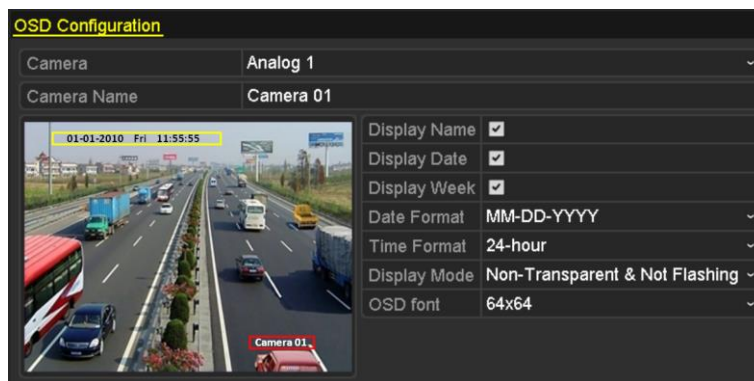 OSD Configuration
Camera Analog 1
Camera Name Camera 01
01-01-2010 Fri 11:55:55
Display Name
Display Date
Display Week
Date Format MM-DD-YYYY
Time Format 24-hour
Display Mode Non-Transparent & Not Flashing
OSD font 64x64
Camera 01